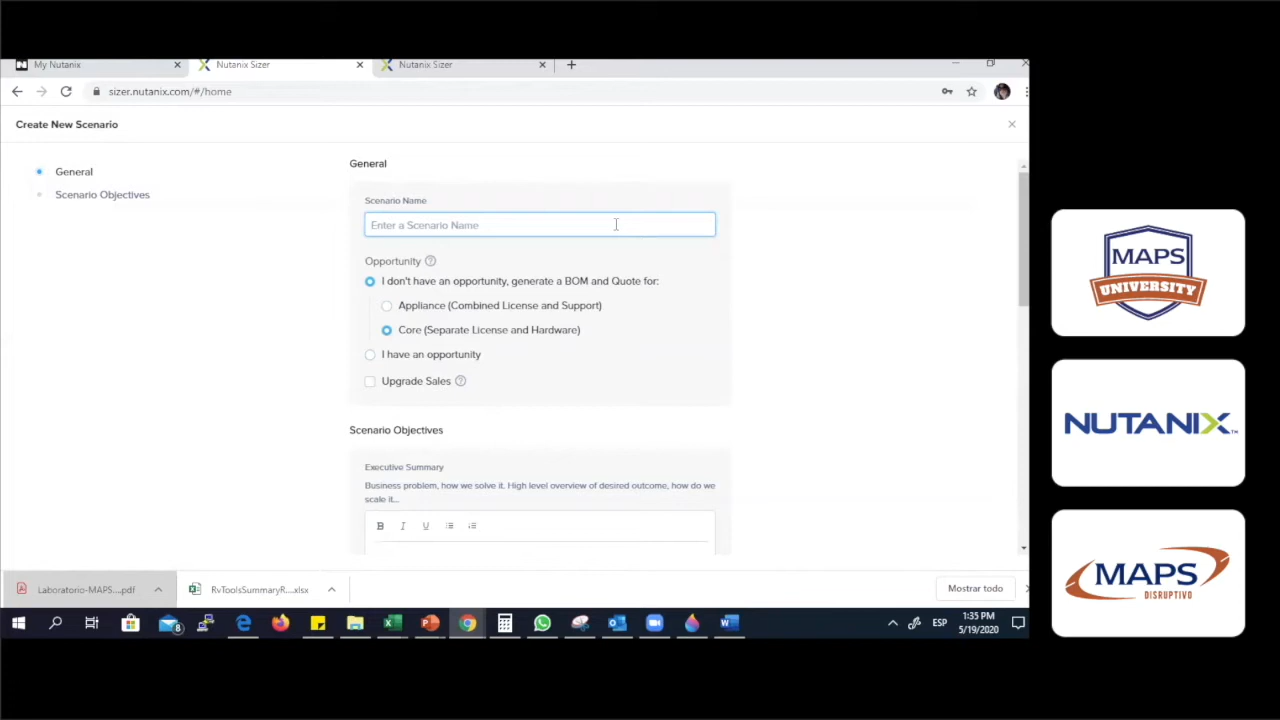 My Nutanix
Nutanix Sizer
Nutanix Sizer
sizer.nutanix.com/#/home
Create New Scenario
General
Scenario Objectives
General
Scenario Name
Enter a Scenario Name
Opportunity
I don't have an opportunity, generate a BOM and Quote for:
Appliance (Combined License and Support)
Core (Separate License and Hardware)
I have an opportunity
Upgrade Sales
Scenario Objectives
Executive Summary
Business problem, how we solve it. High level overview of desired outcome, how do we
scale it...
B I U
Laboratorio-MAPS....pdf
RvToolsSummaryR....xlsx
Mostrar todo
8
ESP
1:35 PM
5/19/2020
MAPS
UNIVERSITY
NUTANIX™
MAPS
DISRUPTIVO